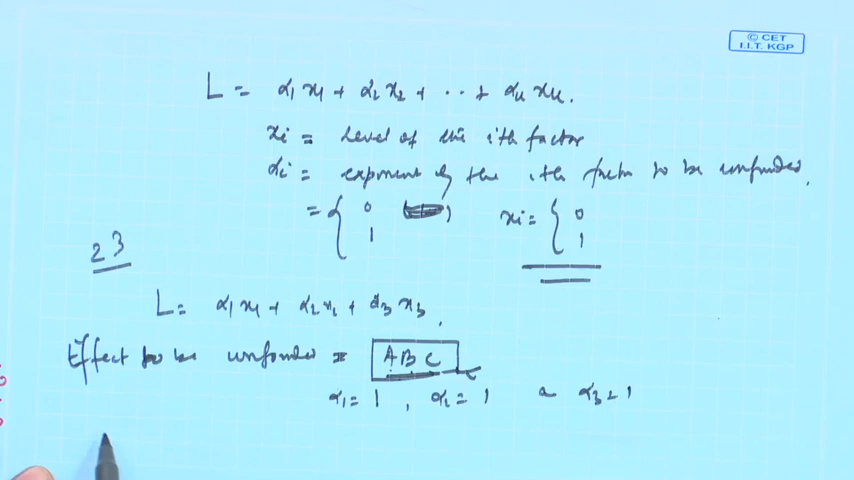 © CET
I.I.T. KGP
L = α₁x₁ + α₂x₂ + ·· + αₖxₖ.
xi = level of the ith factor
αi = exponent of the ith factor to be confounded.
= { 0 1 xi = { 0 1
2³
L = α₁x₁ + α₂x₂ + α₃x₃.
Effect to be confounded = ABC
α₁ = 1, α₂ = 1 α₃ = 1